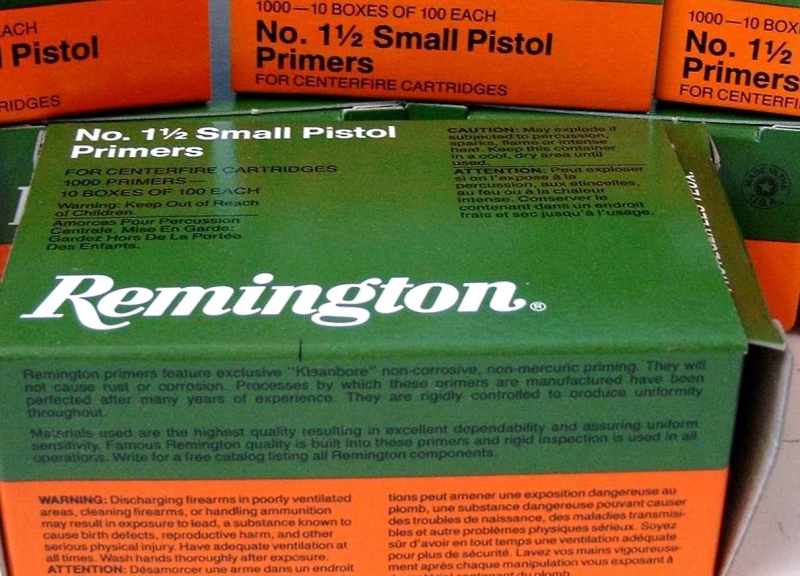 EACH
Pistol
RIDGES
1000—10 BOXES OF 100 EACH
No. 1½ Small Pistol
Primers
FOR CENTERFIRE CARTRIDGES
1000—10 BOX
No. 1½
Primers
FOR CENTERFI
No. 1½ Small Pistol
Primers
FOR CENTERFIRE CARTRIDGES
1000 PRIMERS—
10 BOXES OF 100 EACH
Warning: Keep Out of Reach
of Children.
Amorces Pour Percussion
Centrale. Mise En Garde:
Gardez Hors De La Portée
Des Enfants.
CAUTION: May explode if
subjected to percussion,
sparks, flame or intense
heat. Keep this container
in a cool, dry area until
used.
ATTENTION: Peut exploser
si on l'expose à la
percussion, aux étincelles,
au feu ou à la chaleur
intense. Conserver le
contenant dans un endroit
frais et sac jusqu'à l'usage.
MADE IN THE
U.S.A.
Remington®
Remington primers feature exclusive "Kleanbore" non-corrosive, non-mercuric priming. They will
not cause rust or corrosion. Processes by which these primers are manufactured have been
perfected after many years of experience. They are rigidly controlled to produce uniformity
throughout.
Materials used are the highest quality resulting in excellent dependability and assuring uniform
sensitivity. Famous Remington quality is built into these primers and rigid inspection is used in all
operations. Write for a free catalog listing all Remington components.
WARNING: Discharging firearms in poorly ventilated
areas, cleaning firearms, or handling ammunition
may result in exposure to lead, a substance known to
cause birth defects, reproductive harm, and other
serious physical injury. Have adequate ventilation at
all times. Wash hands thoroughly after exposure.
ATTENTION: Désamorcer une arme dans un endroit
tions peut amener une exposition dangereuse au
plomb, une substance dangereuse pouvant causer
des troubles de naissance, des maladies transmisi-
bles et autre problèmes physiques sérieux. Soyez
sûr d'avoir en tout temps une ventilation adéquate
pour plus de sécurité. Lavez vos mains vigoureuse-
ment après chaque manipulation vous exposant à